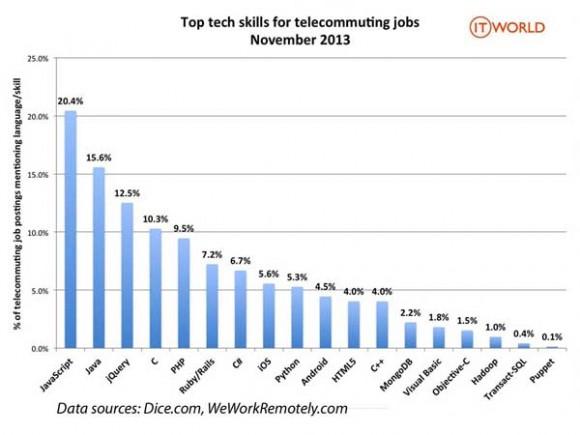 Top tech skills for telecommuting jobs
November 2013
ITWORLD
% of telecommuting job postings mentioning language/skill
25.0%
20.0%
15.0%
10.0%
5.0%
0.0%
20.4%
15.6%
12.5%
10.3%
9.5%
7.2%
6.7%
5.6%
5.3%
4.5%
4.0%
4.0%
2.2%
1.8%
1.5%
1.0%
0.4%
0.1%
JavaScript
Java
jQuery
C
PHP
Ruby/Rails
C#
iOS
Python
Android
HTML5
C++
MongoDB
Visual Basic
Objective-C
Hadoop
Transact-SQL
Puppet
Data sources: Dice.com, WeWorkRemotely.com